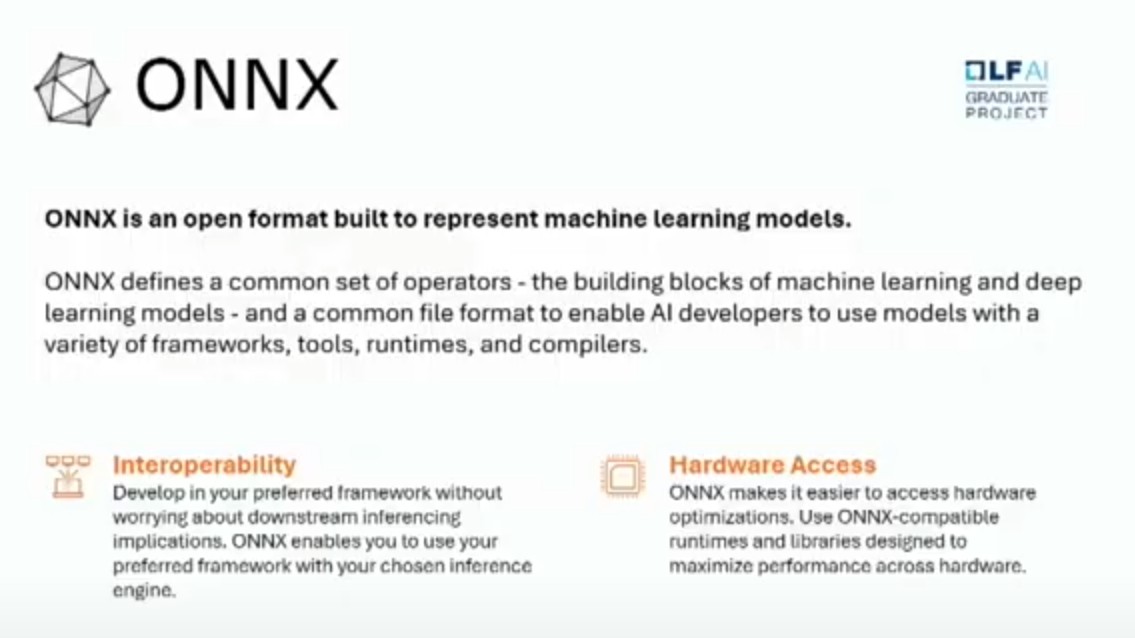 ONNX
LF AI
GRADUATE
PROJECT
ONNX is an open format built to represent machine learning models.
ONNX defines a common set of operators - the building blocks of machine learning and deep
learning models - and a common file format to enable AI developers to use models with a
variety of frameworks, tools, runtimes, and compilers.
Interoperability
Develop in your preferred framework without
worrying about downstream inferencing
implications. ONNX enables you to use your
preferred framework with your chosen inference
engine.
Hardware Access
ONNX makes it easier to access hardware
optimizations. Use ONNX-compatible
runtimes and libraries designed to
maximize performance across hardware.